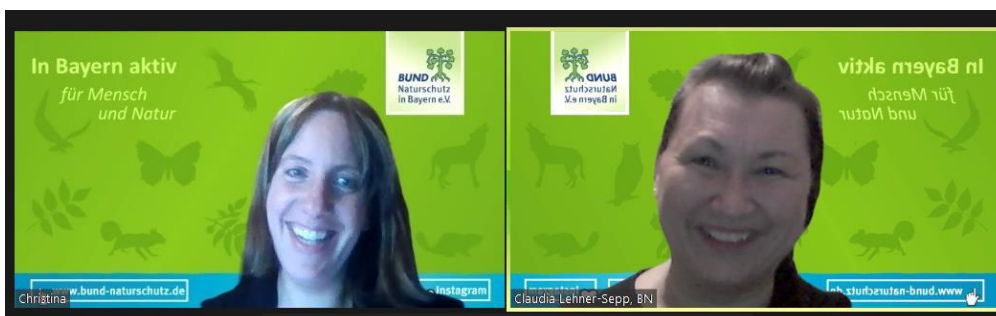 In Bayern aktiv
für Mensch
und Natur
BUND
Naturschutz
in Bayern e.V.
www.bund-naturschutz.de
Instagram
Christina
BUND
Naturschutz
in Bayern e.V.
In Bayern aktiv
für Mensch
und Natur
www.bund-naturschutz.de
Claudia Lehner-Sepp, BN